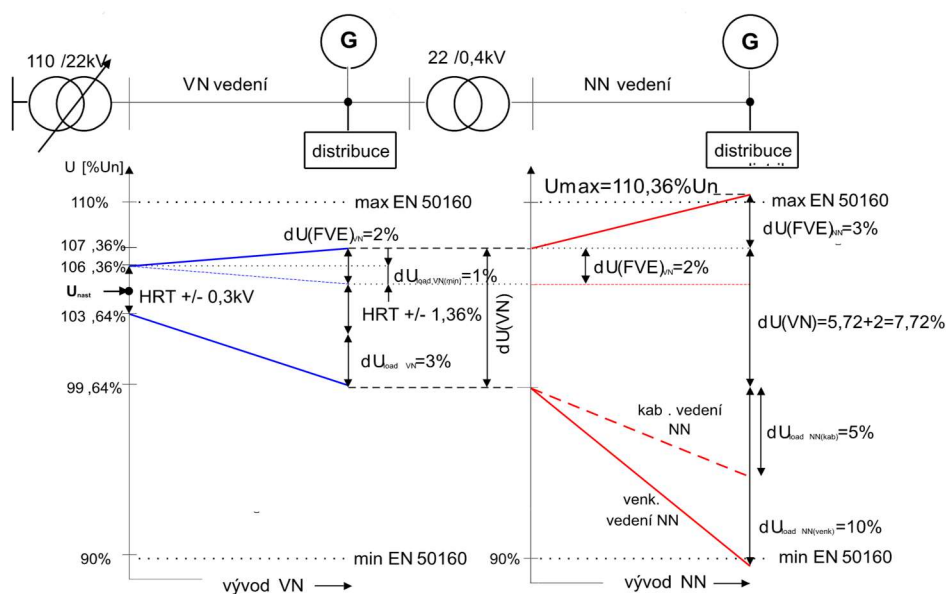 G
G
110 /22kV
VN vedení
22 /0,4kV
NN vedení
distribuce
distribuce
U [%Un]
Umax=110,36%Un
110%
max EN 50160
max EN 50160
dU(FVE)VN=2%
dU(FVE)NN=3%
107 ,36%
106 ,36%
dUload,VN(min)=1%
dU(FVE)VN=2%
Unast
HRT +/- 0,3kV
HRT +/- 1,36%
dU(VN)
dU(VN)=5,72+2=7,72%
103 ,64%
dUload VN=3%
99 ,64%
kab . vedení
NN
dUload NN(kab)=5%
venk.
vedení NN
dUload NN(venk)=10%
90%
min EN 50160
90%
min EN 50160
vývod VN
vývod NN